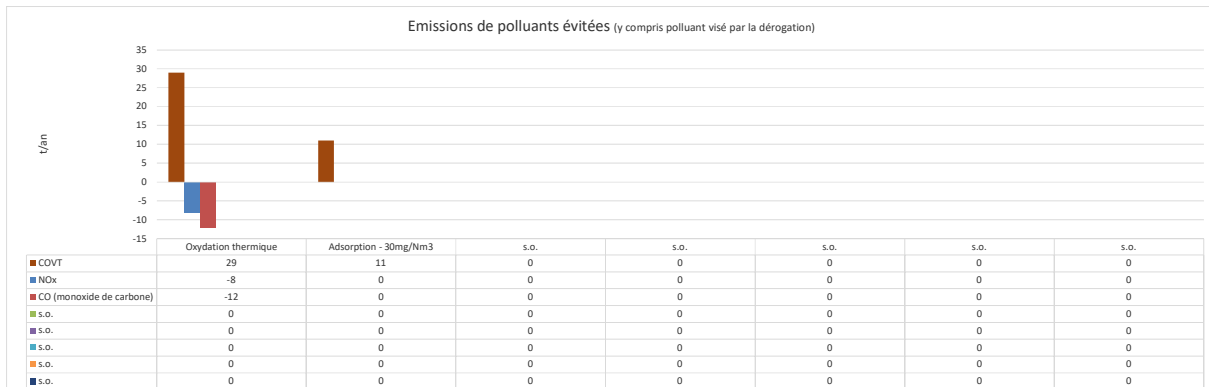 Emissions de polluants évitées (y compris polluant visé par la dérogation)
t/an
35
30
25
20
15
10
5
0
-5
-10
-15
Oxydation thermique Adsorption - 30mg/Nm3 s.o. s.o. s.o. s.o. s.o.
COVT 29 11 0 0 0 0 0
NOx -8 0 0 0 0 0 0
CO (monoxide de carbone) -12 0 0 0 0 0 0
s.o. 0 0 0 0 0 0 0
s.o. 0 0 0 0 0 0 0
s.o. 0 0 0 0 0 0 0
s.o. 0 0 0 0 0 0 0
s.o. 0 0 0 0 0 0 0